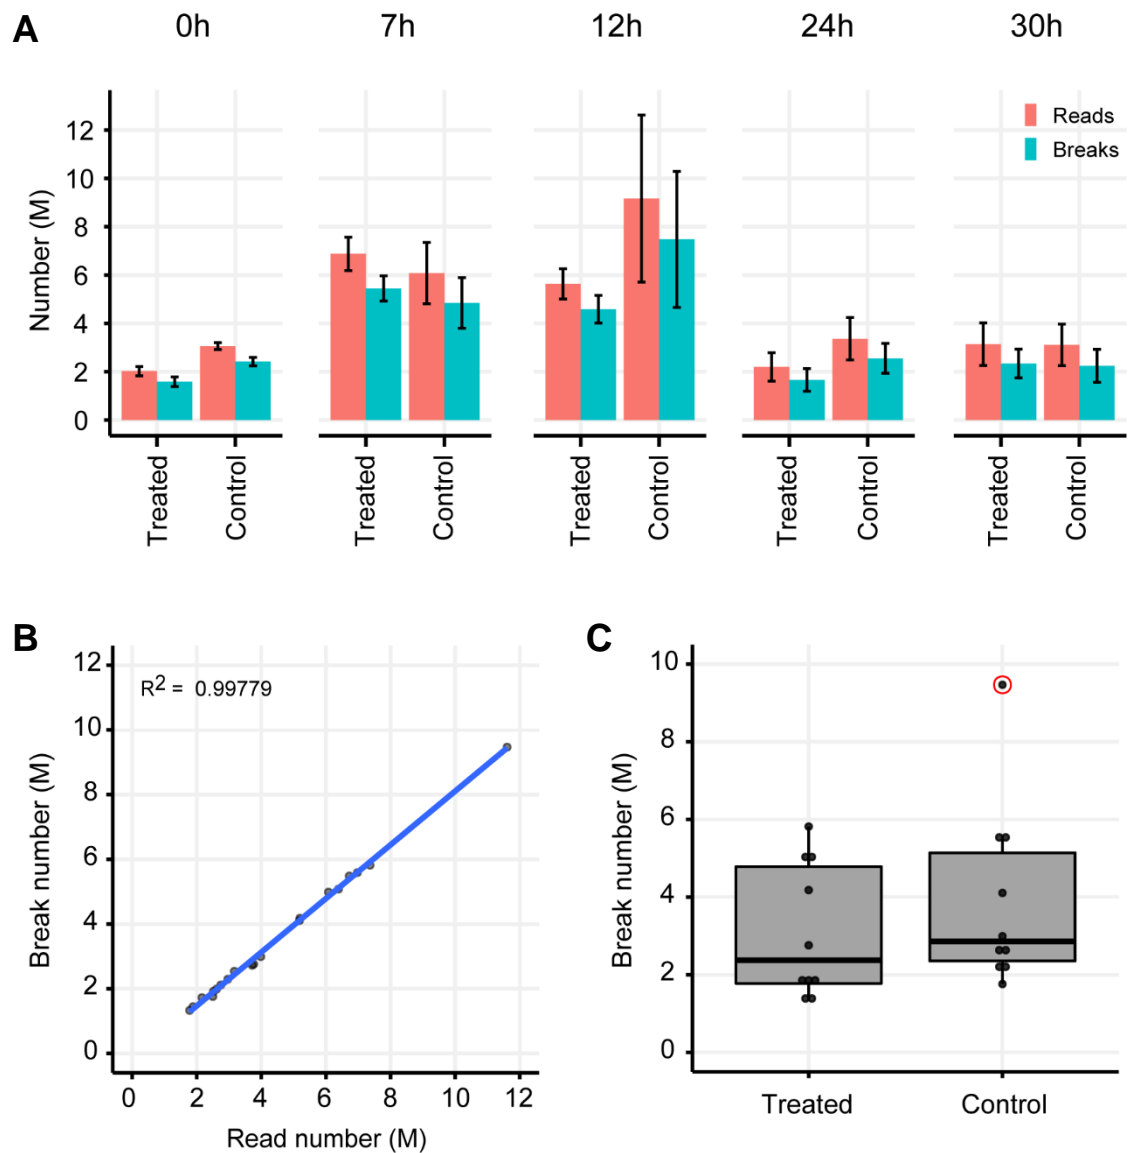 A
0h 7h 12h 24h 30h
Reads
Breaks
Number (M)
12
10
8
6
4
2
0
Treated Control Treated Control Treated Control Treated Control Treated Control
B
R2 = 0.99779
Break number (M)
12
10
8
6
4
2
0
0 2 4 6 8 10 12
Read number (M)
C
Break number (M)
10
8
6
4
2
0
Treated Control